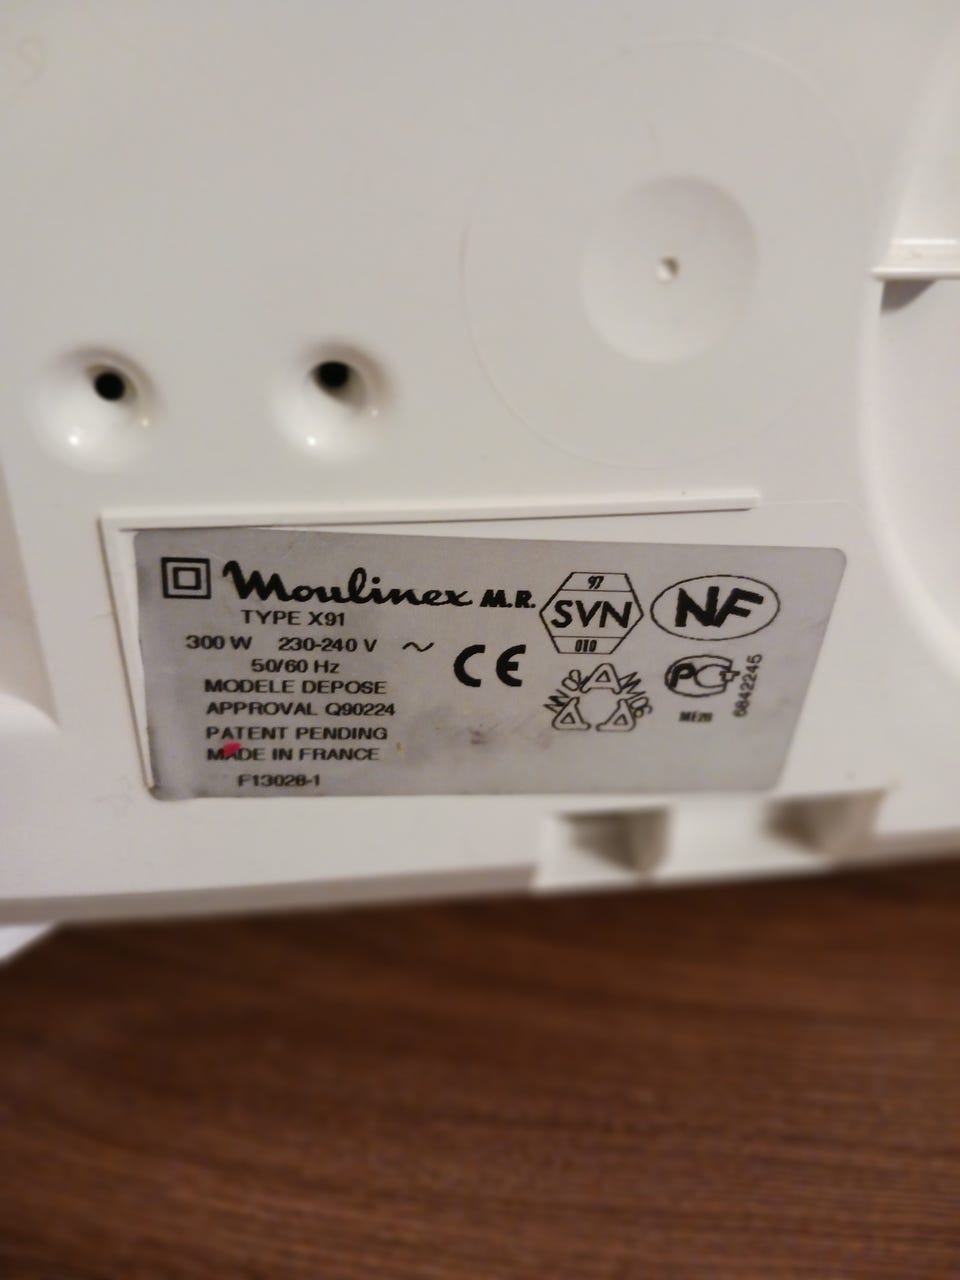 Moulinex M.R.
TYPE X91
300 W 230-240 V ~
50/60 Hz
MODELE DEPOSE
APPROVAL Q90224
PATENT PENDING
MADE IN FRANCE
F13028-1
CE
97
SVN
010
NF
PC
ME20
6842245